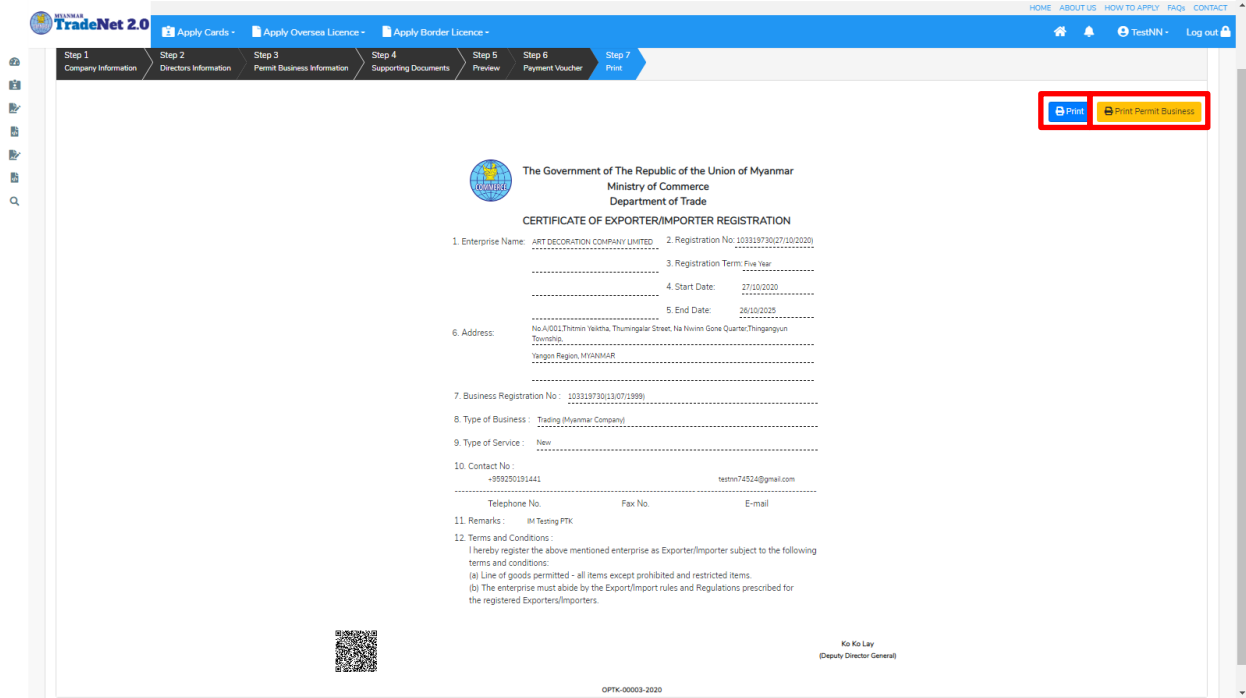 HOME ABOUT US HOW TO APPLY FAQs CONTACT
MYANMAR
TradeNet 2.0
Apply Cards
Apply Oversea Licence
Apply Border Licence
TestNN
Log out
Step 1
Company Information
Step 2
Directors Information
Step 3
Permit Business Information
Step 4
Supporting Documents
Step 5
Preview
Step 6
Payment Voucher
Step 7
Print
Print
Print Permit Business
COMMERCE
The Government of The Republic of the Union of Myanmar
Ministry of Commerce
Department of Trade
CERTIFICATE OF EXPORTER/IMPORTER REGISTRATION
1. Enterprise Name: ART DECORATION COMPANY LIMITED
2. Registration No: 103319730(27/10/2020)
3. Registration Term: Five Year
4. Start Date: 27/10/2020
5. End Date: 26/10/2025
6. Address: No.A/001,Thitmin Yeiktha, Thumingalar Street, Na Nwinn Gone Quarter,Thingangyun
Township,
Yangon Region, MYANMAR
7. Business Registration No : 103319730(13/07/1999)
8. Type of Business : Trading (Myanmar Company)
9. Type of Service : New
10. Contact No :
+959250191441 testnn74524@gmail.com
Telephone No. Fax No. E-mail
11. Remarks : IM Testing PTK
12. Terms and Conditions :
I hereby register the above mentioned enterprise as Exporter/Importer subject to the following
terms and conditions:
(a) Line of goods permitted - all items except prohibited and restricted items.
(b) The enterprise must abide by the Export/Import rules and Regulations prescribed for
the registered Exporters/Importers.
Ko Ko Lay
(Deputy Director General)
OPTK-00003-2020